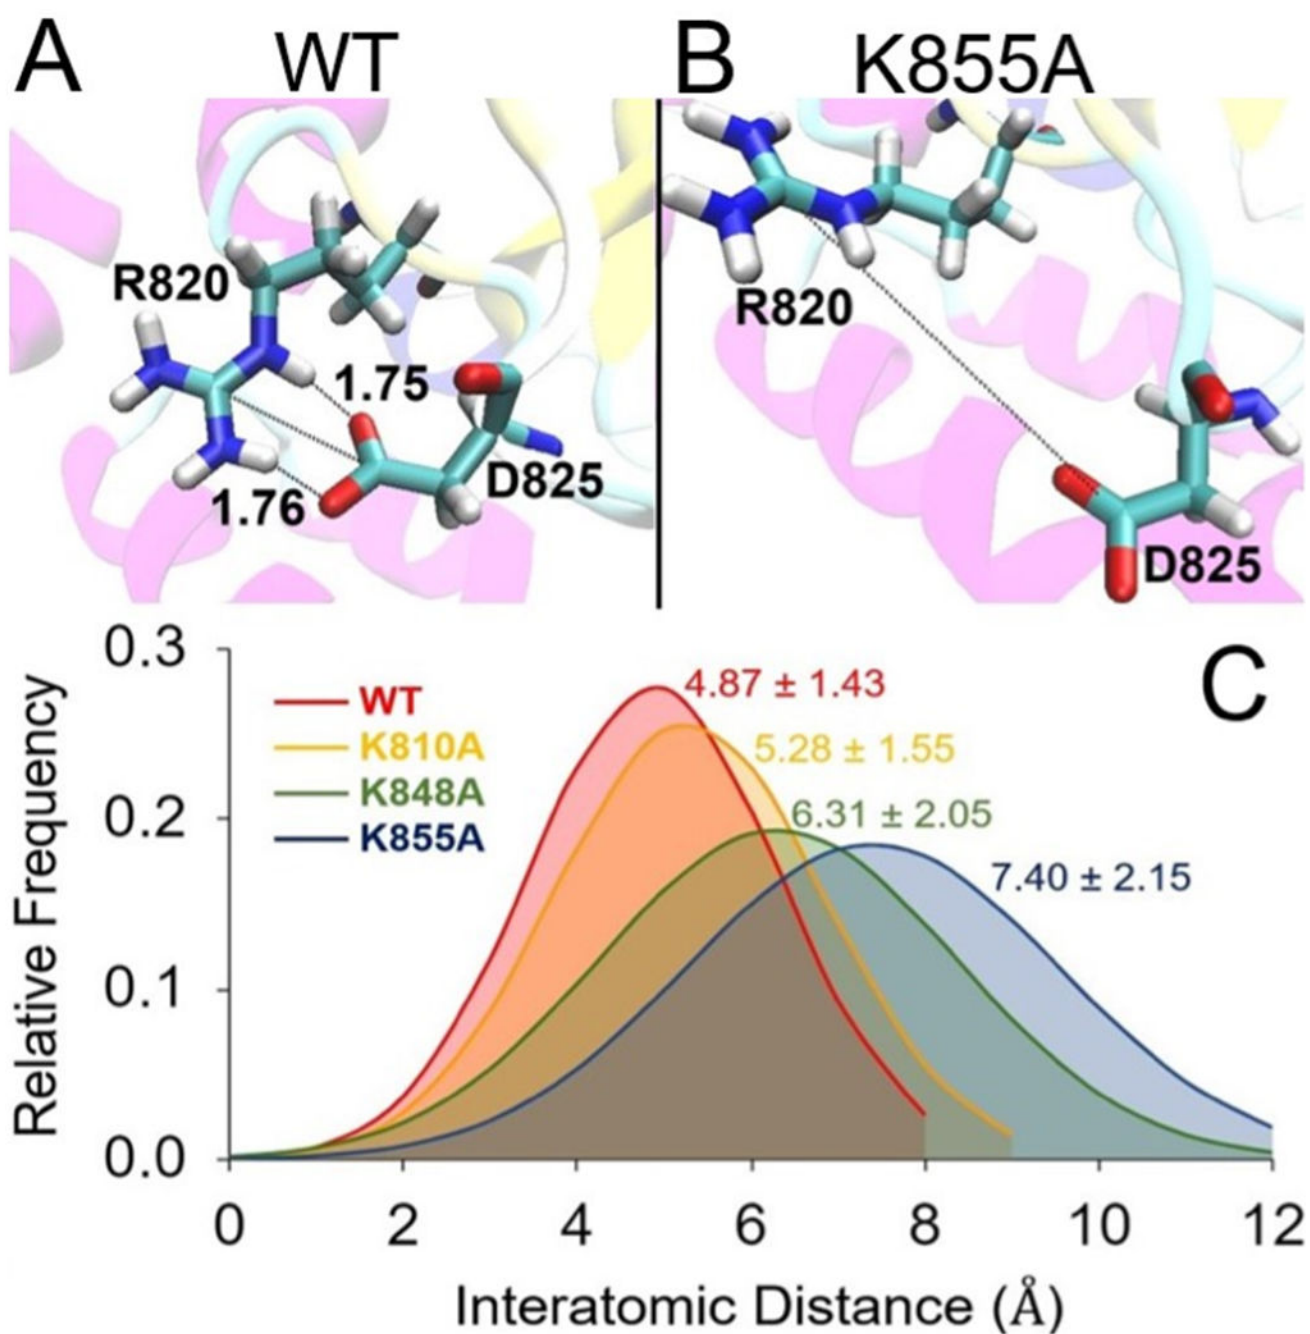 A
WT
B
K855A
R820
1.75
1.76
D825
R820
D825
C
Relative Frequency
0.3
0.2
0.1
0.0
WT
K810A
K848A
K855A
4.87 ± 1.43
5.28 ± 1.55
6.31 ± 2.05
7.40 ± 2.15
0 2 4 6 8 10 12
Interatomic Distance (Å)